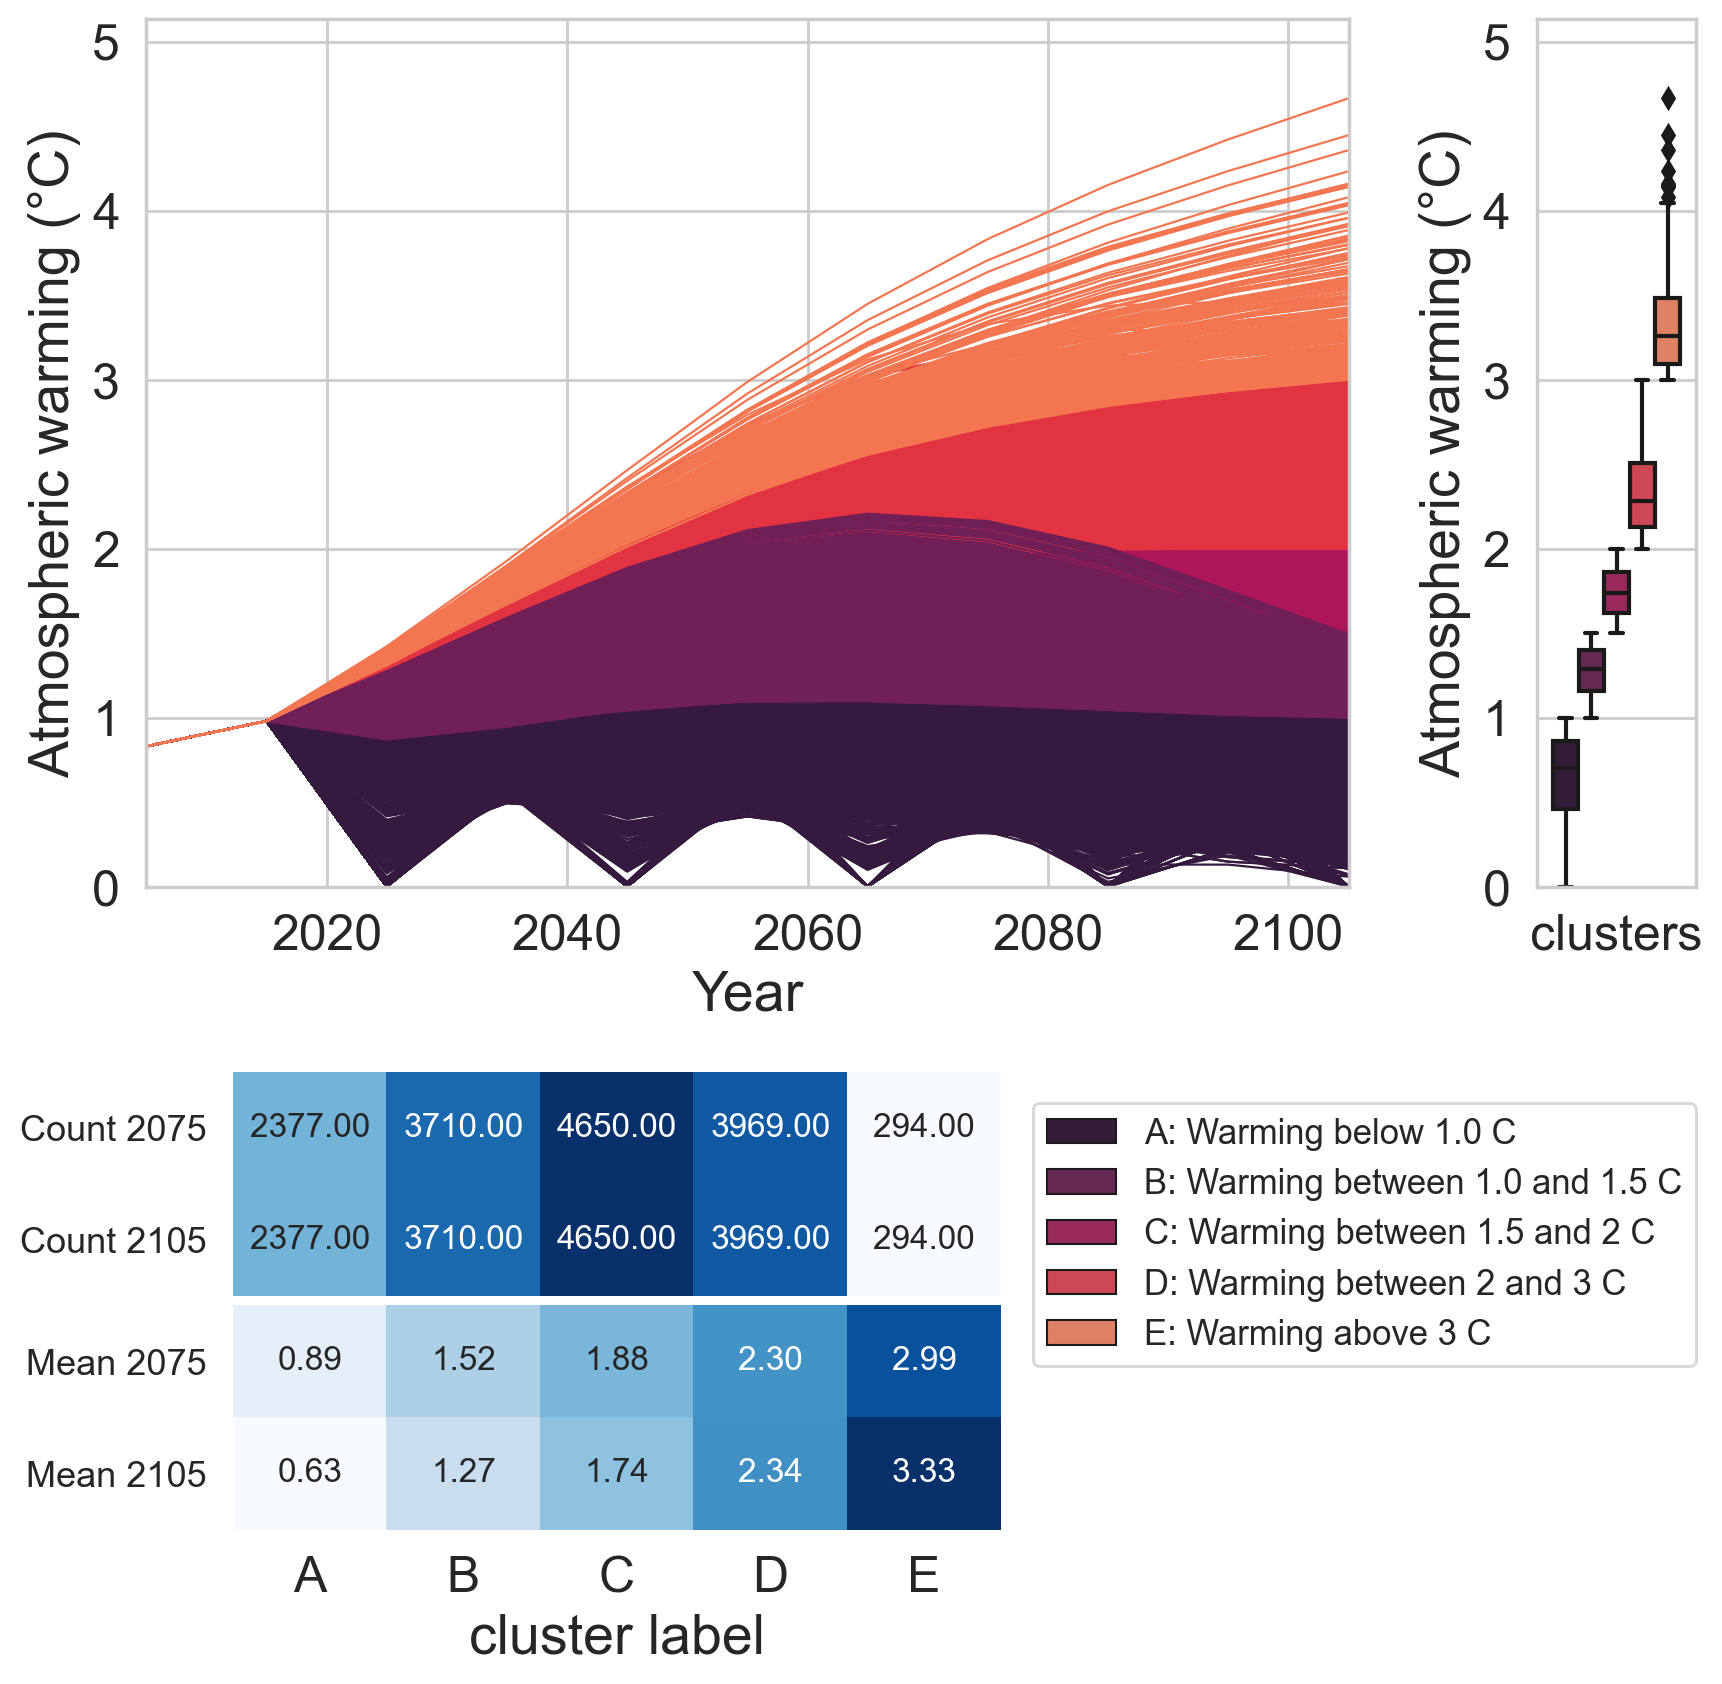 5
4
3
2
1
0
Atmospheric warming (°C)
2020 2040 2060 2080 2100
Year
5
4
3
2
1
0
Atmospheric warming (°C)
clusters
Count 2075 2377.00 3710.00 4650.00 3969.00 294.00
Count 2105 2377.00 3710.00 4650.00 3969.00 294.00
Mean 2075 0.89 1.52 1.88 2.30 2.99
Mean 2105 0.63 1.27 1.74 2.34 3.33
A B C D E
cluster label
A: Warming below 1.0 C
B: Warming between 1.0 and 1.5 C
C: Warming between 1.5 and 2 C
D: Warming between 2 and 3 C
E: Warming above 3 C